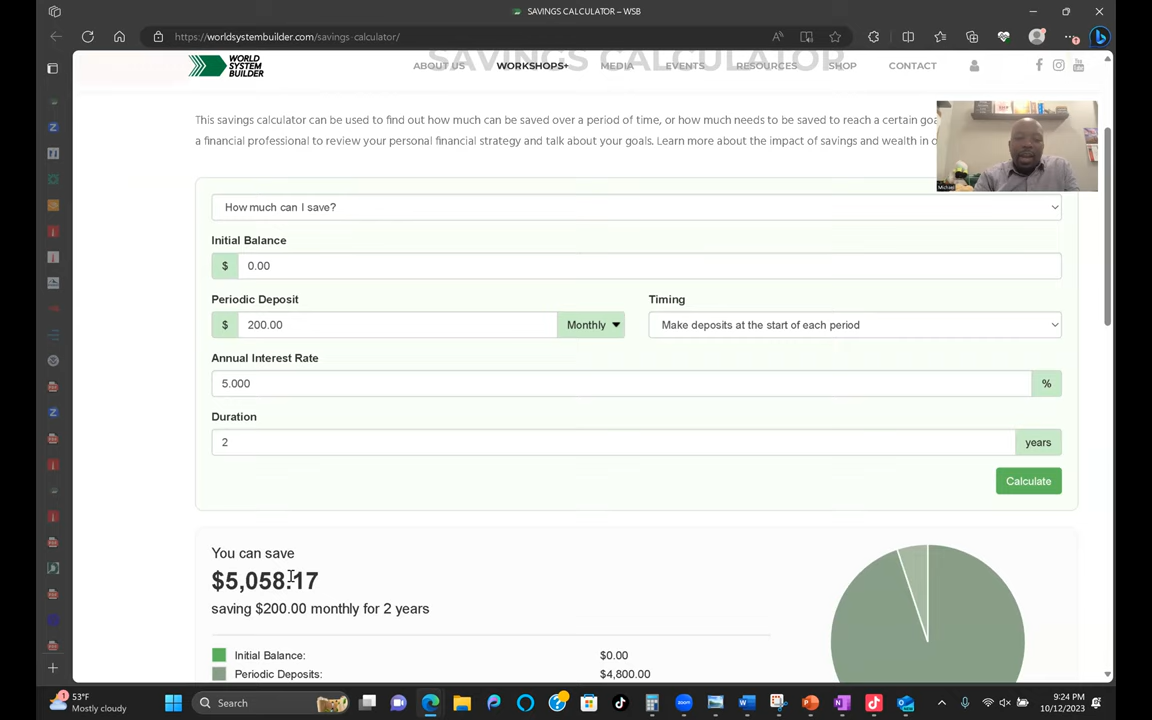 SAVINGS CALCULATOR – WSB
https://worldsystembuilder.com/savings-calculator/
SAVINGS CALCULATOR
WORLD
SYSTEM
BUILDER
ABOUT US WORKSHOPS+ MEDIA EVENTS RESOURCES SHOP CONTACT
This savings calculator can be used to find out how much can be saved over a period of time, or how much needs to be saved to reach a certain
a financial professional to review your personal financial strategy and talk about your goals. Learn more about the impact of savings and wealth in
Michael
How much can I save?
Initial Balance
$ 0.00
Periodic Deposit Timing
$ 200.00 Monthly Make deposits at the start of each period
Annual Interest Rate
5.000 %
Duration
2 years
Calculate
You can save
$5,058.17
saving $200.00 monthly for 2 years
Initial Balance: $0.00
Periodic Deposits: $4,800.00
53°F
Mostly cloudy
Search
9:24 PM
10/12/2023